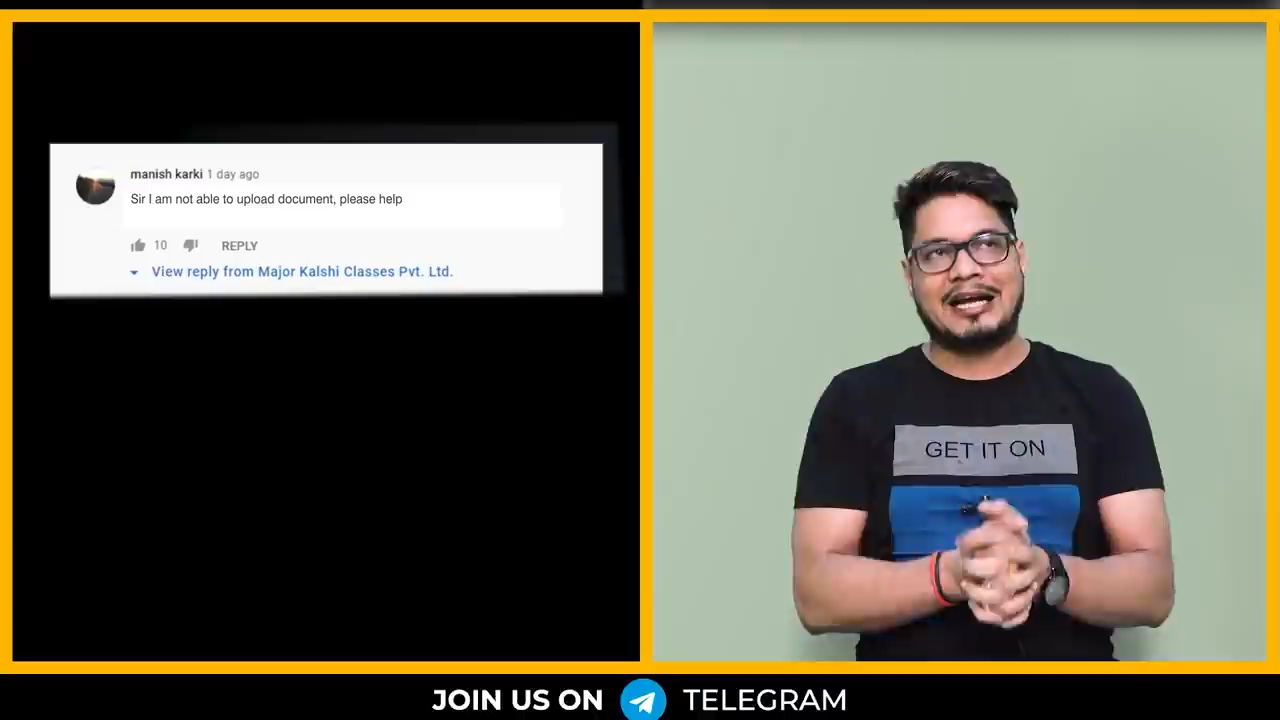 manish karki 1 day ago
Sir I am not able to upload document, please help
10 REPLY
View reply from Major Kalshi Classes Pvt. Ltd.
GET IT ON
JOIN US ON TELEGRAM